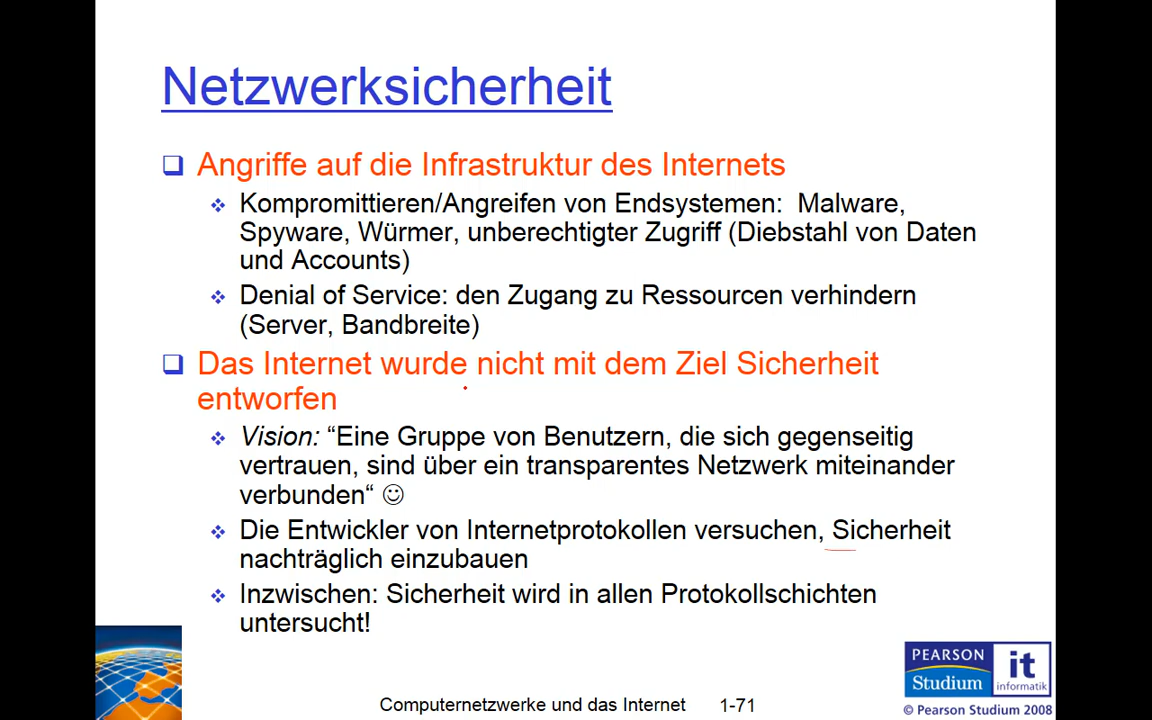 Netzwerksicherheit
Angriffe auf die Infrastruktur des Internets
Kompromittieren/Angreifen von Endsystemen: Malware,
Spyware, Würmer, unberechtigter Zugriff (Diebstahl von Daten
und Accounts)
Denial of Service: den Zugang zu Ressourcen verhindern
(Server, Bandbreite)
Das Internet wurde nicht mit dem Ziel Sicherheit
entworfen
Vision: “Eine Gruppe von Benutzern, die sich gegenseitig
vertrauen, sind über ein transparentes Netzwerk miteinander
verbunden“ ☺
Die Entwickler von Internetprotokollen versuchen, Sicherheit
nachträglich einzubauen
Inzwischen: Sicherheit wird in allen Protokollschichten
untersucht!
PEARSON
Studium
it
informatik
Computernetzwerke und das Internet 1-71
© Pearson Studium 2008